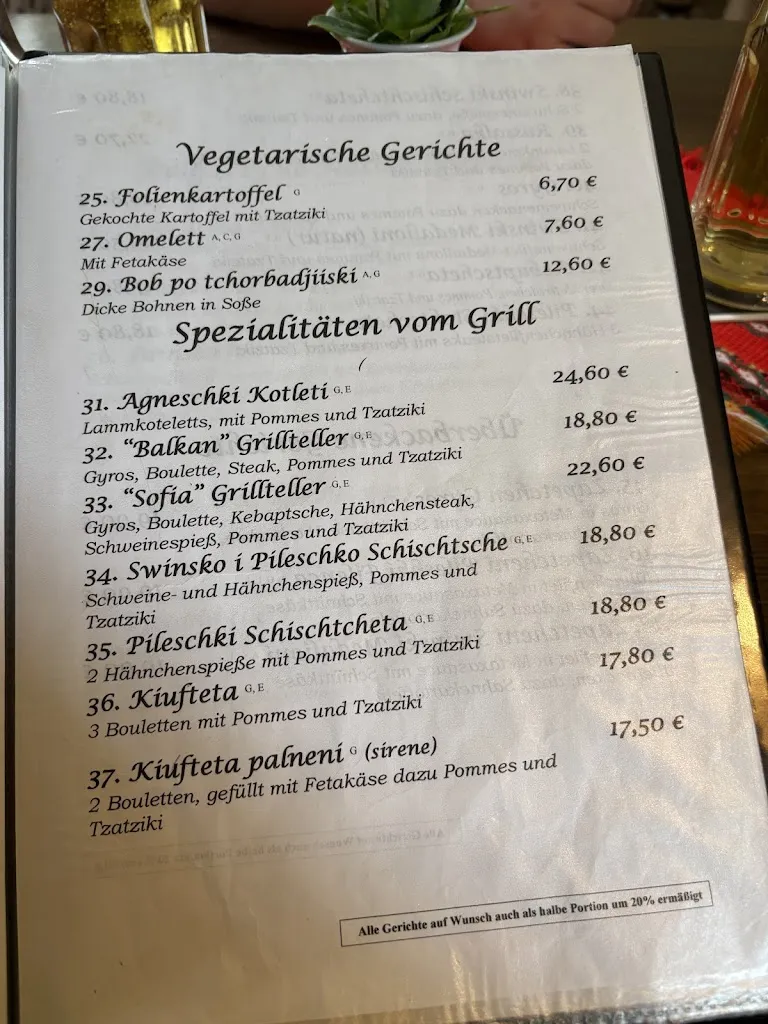 Vegetarische Gerichte
25. Folienkartoffel G 6,70 €
Gekochte Kartoffel mit Tzatziki
27. Omelett A, C, G 7,60 €
Mit Fetakäse
29. Bob po tchorbadjiiski A, G 12,60 €
Dicke Bohnen in Soße
Spezialitäten vom Grill
31. Agneschki Kotleti G, E 24,60 €
Lammkoteletts, mit Pommes und Tzatziki
32. “Balkan” Grillteller G, E 18,80 €
Gyros, Boulette, Steak, Pommes und Tzatziki
33. “Sofia” Grillteller G, E 22,60 €
Gyros, Boulette, Kebaptsche, Hähnchensteak,
Schweinespieß, Pommes und Tzatziki
34. Swinsko i Pileschko Schischtsche G, E 18,80 €
Schweine- und Hähnchenspieß, Pommes und
Tzatziki
35. Pileschki Schischtcheta G, E 18,80 €
2 Hähnchenspieße mit Pommes und Tzatziki
36. Kiufteta G, E 17,80 €
3 Bouletten mit Pommes und Tzatziki
37. Kiufteta palneni G (sirene) 17,50 €
2 Bouletten, gefüllt mit Fetakäse dazu Pommes und
Tzatziki
Alle Gerichte auf Wunsch auch als halbe Portion um 20% ermäßigt